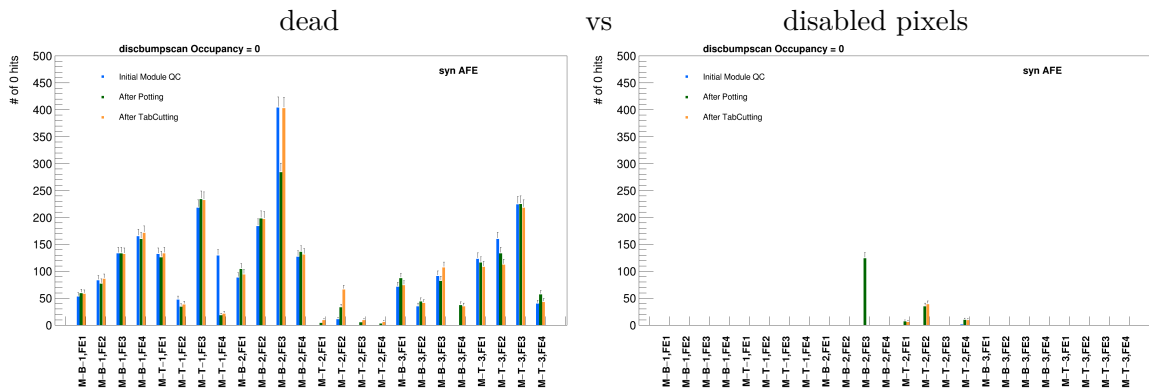 dead vs disabled pixels
discbumpscan Occupancy = 0
syn AFE
Initial Module QC
After Potting
After TabCutting
# of 0 hits
500
450
400
350
300
250
200
150
100
50
0
M−B−1,FE1
M−B−1,FE2
M−B−1,FE3
M−B−1,FE4
M−T−1,FE1
M−T−1,FE2
M−T−1,FE3
M−T−1,FE4
M−B−2,FE1
M−B−2,FE2
M−B−2,FE3
M−B−2,FE4
M−T−2,FE1
M−T−2,FE2
M−T−2,FE3
M−T−2,FE4
M−B−3,FE1
M−B−3,FE2
M−B−3,FE3
M−B−3,FE4
M−T−3,FE1
M−T−3,FE2
M−T−3,FE3
M−T−3,FE4
discbumpscan Occupancy = 0
syn AFE
Initial Module QC
After Potting
After TabCutting
# of 0 hits
500
450
400
350
300
250
200
150
100
50
0
M−B−1,FE1
M−B−1,FE2
M−B−1,FE3
M−B−1,FE4
M−T−1,FE1
M−T−1,FE2
M−T−1,FE3
M−T−1,FE4
M−B−2,FE1
M−B−2,FE2
M−B−2,FE3
M−B−2,FE4
M−T−2,FE1
M−T−2,FE2
M−T−2,FE3
M−T−2,FE4
M−B−3,FE1
M−B−3,FE2
M−B−3,FE3
M−B−3,FE4
M−T−3,FE1
M−T−3,FE2
M−T−3,FE3
M−T−3,FE4